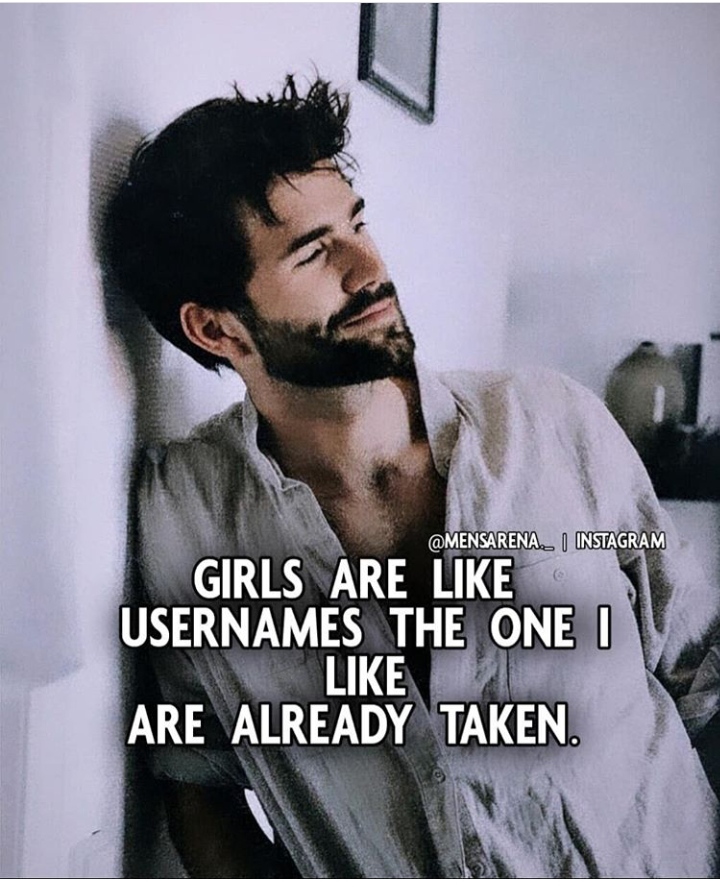 @MENSARENA._ | INSTAGRAM
GIRLS ARE LIKE
USERNAMES THE ONE I
LIKE
ARE ALREADY TAKEN.